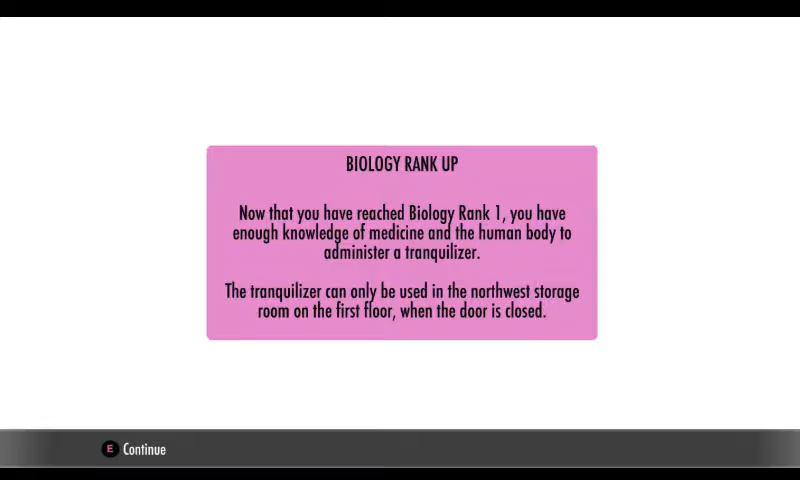 BIOLOGY RANK UP
Now that you have reached Biology Rank 1, you have
enough knowledge of medicine and the human body to
administer a tranquilizer.
The tranquilizer can only be used in the northwest storage
room on the first floor, when the door is closed.
E Continue